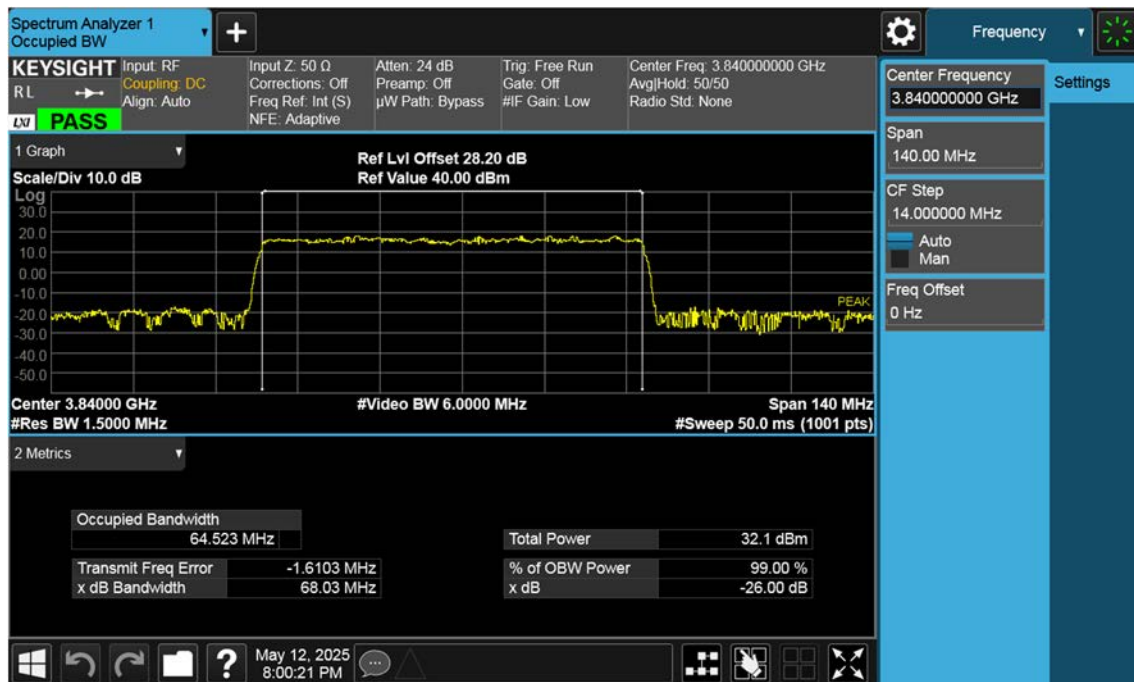 Spectrum Analyzer 1
Occupied BW
+
Frequency
KEYSIGHT
RL
LXI PASS
Input: RF
Coupling: DC
Align: Auto
Input Z: 50 Ω
Corrections: Off
Freq Ref: Int (S)
NFE: Adaptive
Atten: 24 dB
Preamp: Off
µW Path: Bypass
Trig: Free Run
Gate: Off
#IF Gain: Low
Center Freq: 3.840000000 GHz
Avg|Hold: 50/50
Radio Std: None
1 Graph
Scale/Div 10.0 dB
Ref Lvl Offset 28.20 dB
Ref Value 40.00 dBm
Log
30.0
20.0
10.0
0.00
-10.0
-20.0
-30.0
-40.0
-50.0
PEAK
Center 3.84000 GHz
#Video BW 6.0000 MHz
Span 140 MHz
#Res BW 1.5000 MHz
#Sweep 50.0 ms (1001 pts)
2 Metrics
Occupied Bandwidth
64.523 MHz
Total Power 32.1 dBm
Transmit Freq Error -1.6103 MHz
% of OBW Power 99.00 %
x dB Bandwidth 68.03 MHz
x dB -26.00 dB
Center Frequency
3.840000000 GHz
Settings
Span
140.00 MHz
CF Step
14.000000 MHz
Auto
Man
Freq Offset
0 Hz
?
May 12, 2025
8:00:21 PM